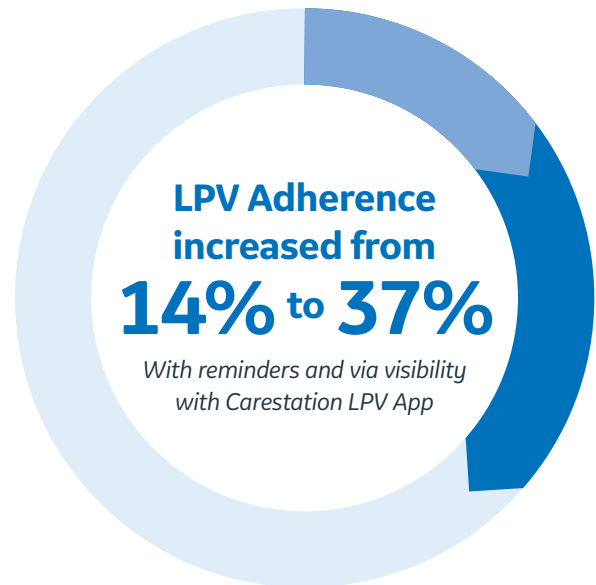 LPV Adherence
increased from
14% to 37%
With reminders and via visibility
with Carestation LPV App